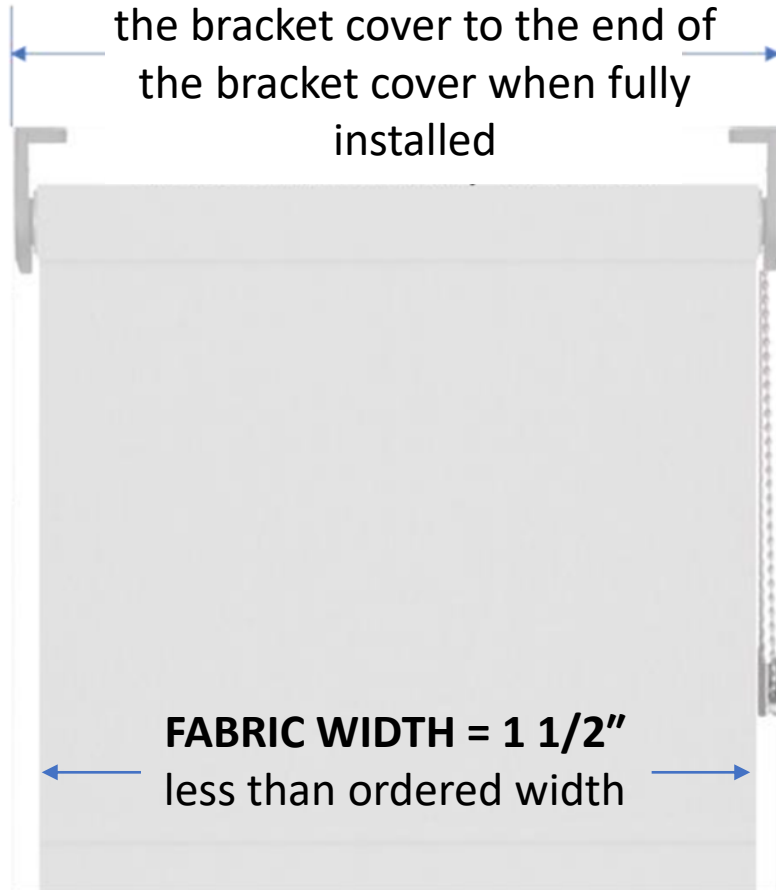 the bracket cover to the end of
the bracket cover when fully
installed
FABRIC WIDTH = 1 1/2″
less than ordered width